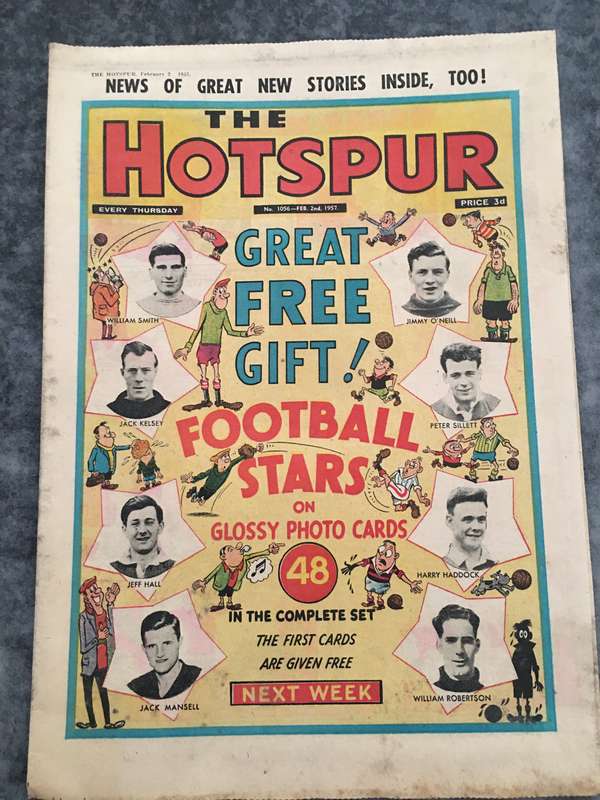 THE HOTSPUR, February 2 1957.
NEWS OF GREAT NEW STORIES INSIDE, TOO!
THE
HOTSPUR
EVERY THURSDAY
No. 1056—FEB. 2nd, 1957
PRICE 3d
GREAT
FREE
GIFT!
WILLIAM SMITH
JIMMY O'NEILL
JACK KELSEY
PETER SILLETT
FOOTBALL
STARS
ON
GLOSSY PHOTO CARDS
48
JEFF HALL
HARRY HADDOCK
IN THE COMPLETE SET
THE FIRST CARDS
ARE GIVEN FREE
NEXT WEEK
JACK MANSELL
WILLIAM ROBERTSON